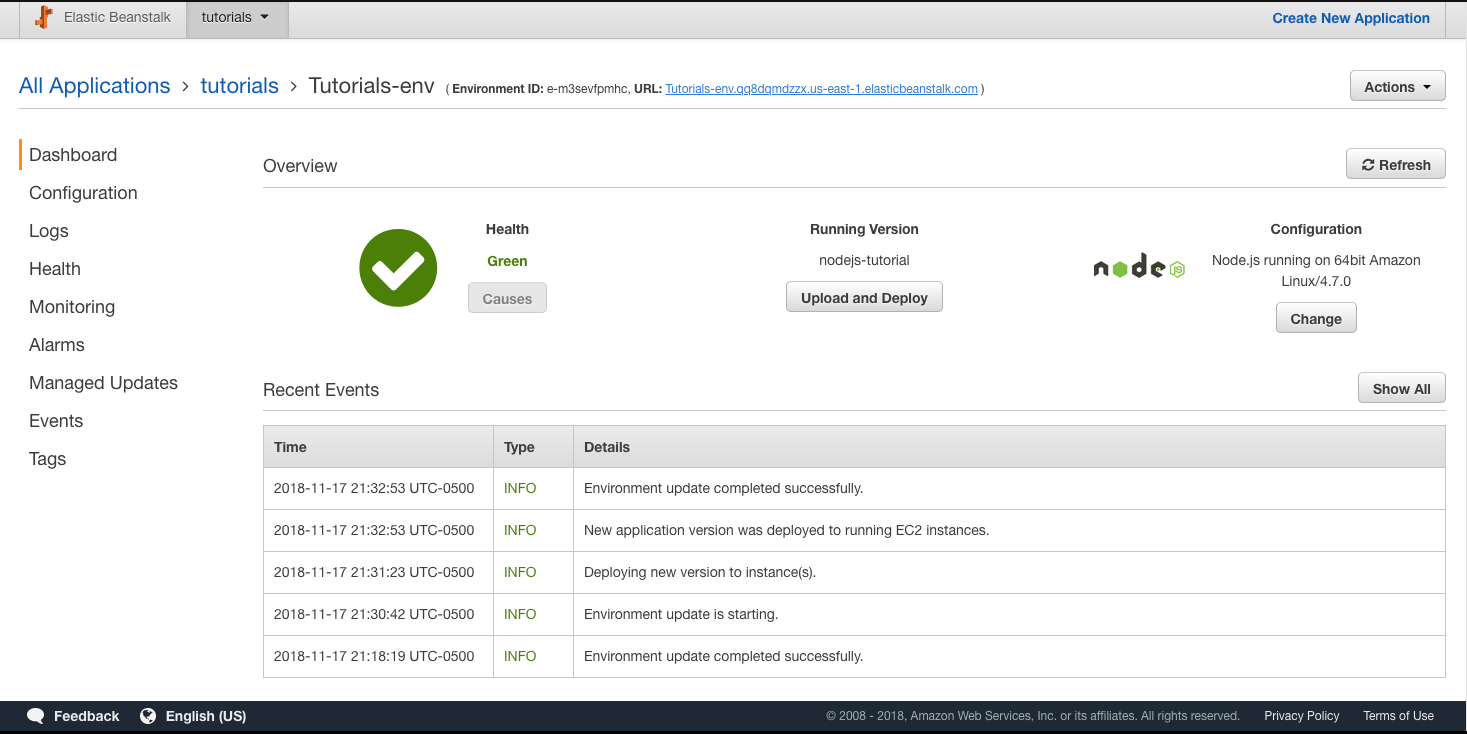 Elastic Beanstalk tutorials Create New Application
All Applications › tutorials › Tutorials-env ( Environment ID: e-m3sevfpmhc, URL: Tutorials-env.qq8dqmdzzx.us-east-1.elasticbeanstalk.com )
Actions
Dashboard
Configuration
Logs
Health
Monitoring
Alarms
Managed Updates
Events
Tags
Overview
Refresh
Health
Green
Causes
Running Version
nodejs-tutorial
Upload and Deploy
node JS
Configuration
Node.js running on 64bit Amazon
Linux/4.7.0
Change
Recent Events
Show All
Time Type Details
2018-11-17 21:32:53 UTC-0500 INFO Environment update completed successfully.
2018-11-17 21:32:53 UTC-0500 INFO New application version was deployed to running EC2 instances.
2018-11-17 21:31:23 UTC-0500 INFO Deploying new version to instance(s).
2018-11-17 21:30:42 UTC-0500 INFO Environment update is starting.
2018-11-17 21:18:19 UTC-0500 INFO Environment update completed successfully.
Feedback English (US) © 2008 - 2018, Amazon Web Services, Inc. or its affiliates. All rights reserved. Privacy Policy Terms of Use